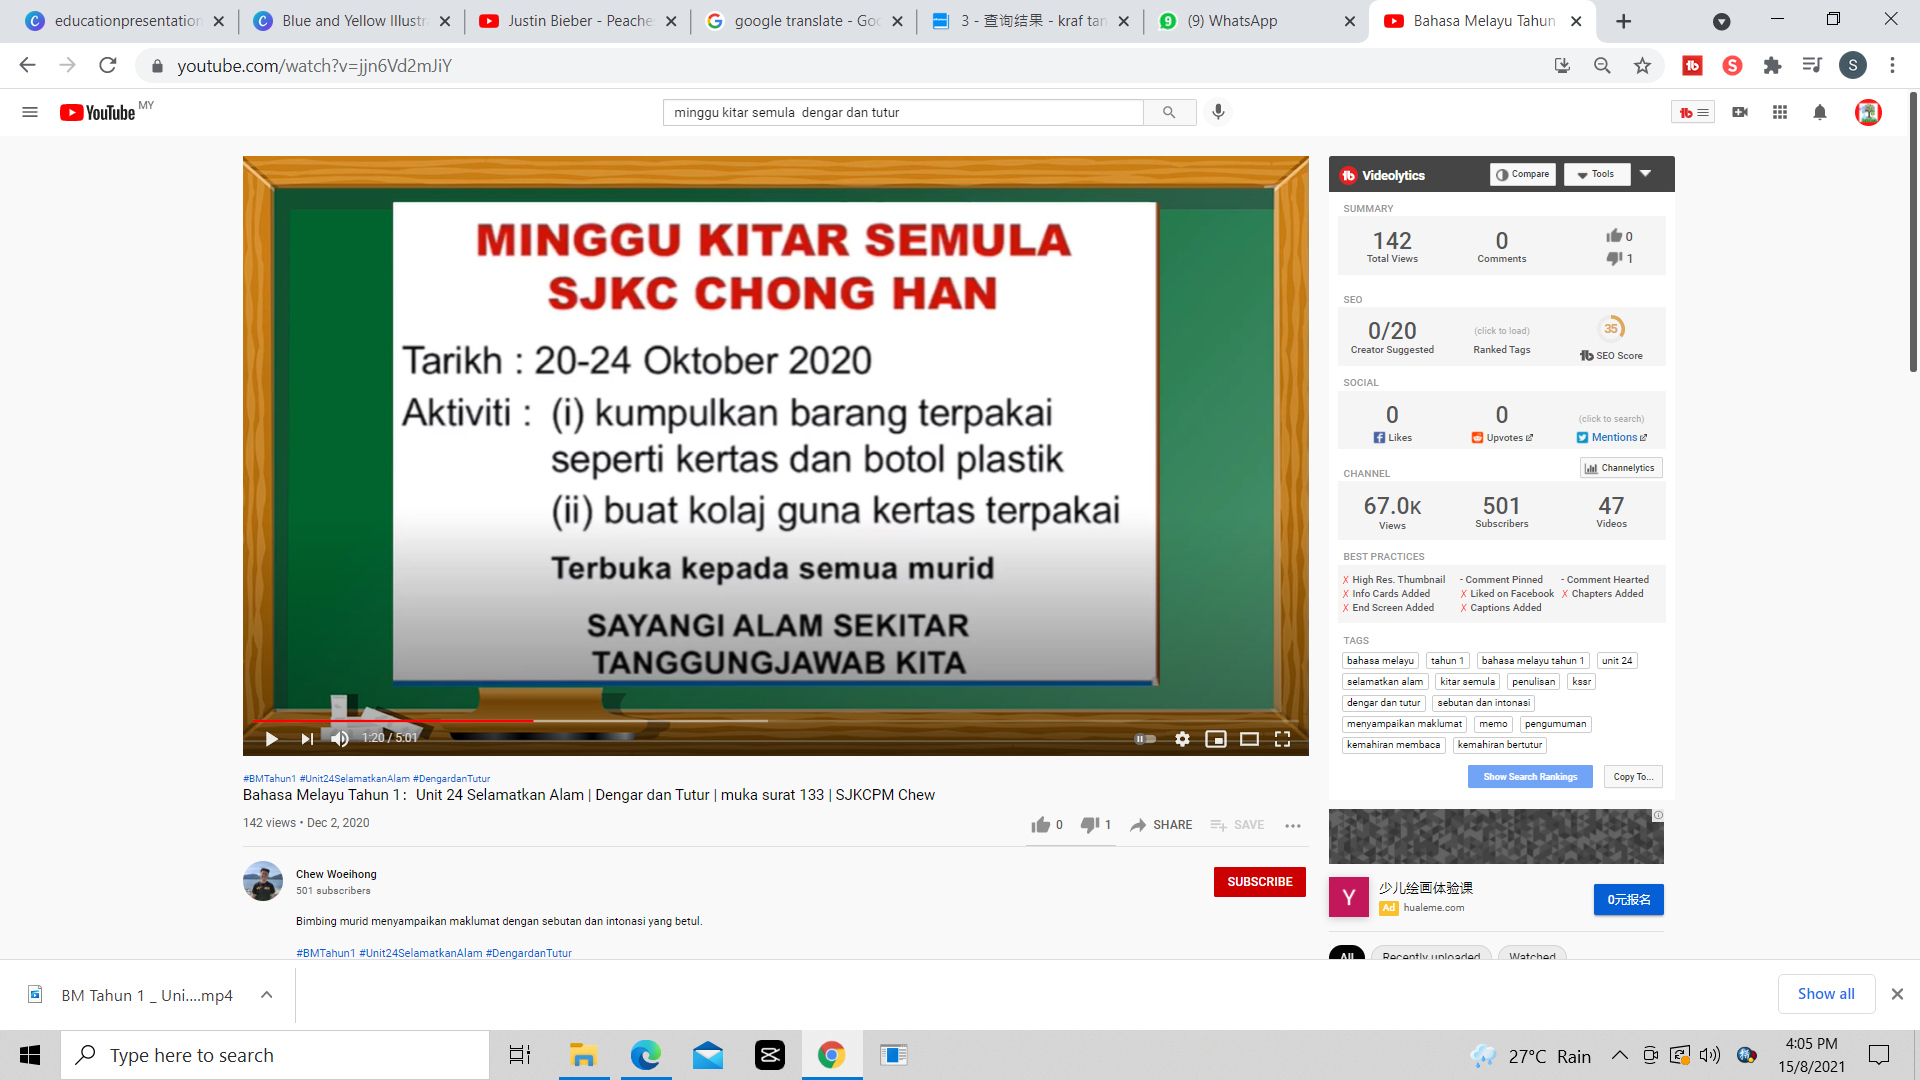 educationpresentation
Blue and Yellow Illustra
Justin Bieber - Peaches
google translate - Goo
3 - 查询结果 - kraf tan
(9) WhatsApp
Bahasa Melayu Tahun
youtube.com/watch?v=jjn6Vd2mJiY
YouTube MY
minggu kitar semula dengar dan tutur
MINGGU KITAR SEMULA
SJKC CHONG HAN
Tarikh : 20-24 Oktober 2020
Aktiviti : (i) kumpulkan barang terpakai
seperti kertas dan botol plastik
(ii) buat kolaj guna kertas terpakai
Terbuka kepada semua murid
SAYANGI ALAM SEKITAR
TANGGUNGJAWAB KITA
1:20 / 5:01
#BMTahun1 #Unit24SelamatkanAlam #DengardanTutur
Bahasa Melayu Tahun 1: Unit 24 Selamatkan Alam | Dengar dan Tutur | muka surat 133 | SJKCPM Chew
142 views • Dec 2, 2020
0 1 SHARE SAVE
Chew Woeihong
501 subscribers
SUBSCRIBE
Bimbing murid menyampaikan maklumat dengan sebutan dan intonasi yang betul.
#BMTahun1 #Unit24SelamatkanAlam #DengardanTutur
Videolytics Compare Tools
SUMMARY
142 0 0
Total Views Comments 1
SEO
0/20 (click to load) 35
Creator Suggested Ranked Tags SEO Score
SOCIAL
0 0 (click to search)
Likes Upvotes Mentions
CHANNEL Channelytics
67.0K 501 47
Views Subscribers Videos
BEST PRACTICES
X High Res. Thumbnail - Comment Pinned - Comment Hearted
X Info Cards Added X Liked on Facebook X Chapters Added
X End Screen Added X Captions Added
TAGS
bahasa melayu tahun 1 bahasa melayu tahun 1 unit 24
selamatkan alam kitar semula penulisan kssr
dengar dan tutur sebutan dan intonasi
menyampaikan maklumat memo pengumuman
kemahiran membaca kemahiran bertutur
Show Search Rankings Copy To...
Y 少儿绘画体验课
Ad hualeme.com
0元报名
All Recently uploaded Watched
BM Tahun 1 _ Uni....mp4
Show all
Type here to search
27°C Rain
4:05 PM
15/8/2021